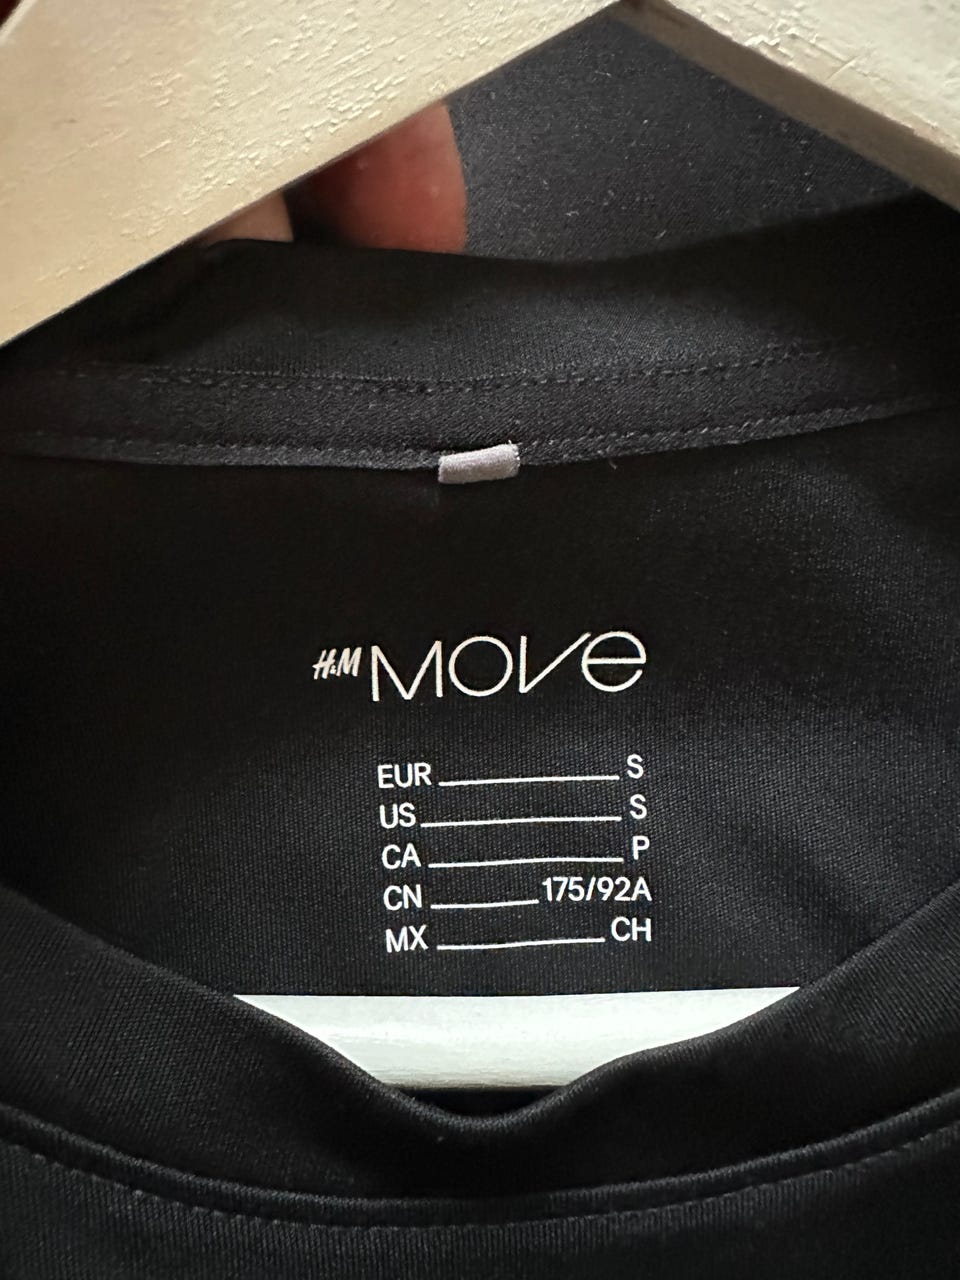 H&M MOVE
EUR S
US S
CA P
CN 175/92A
MX CH